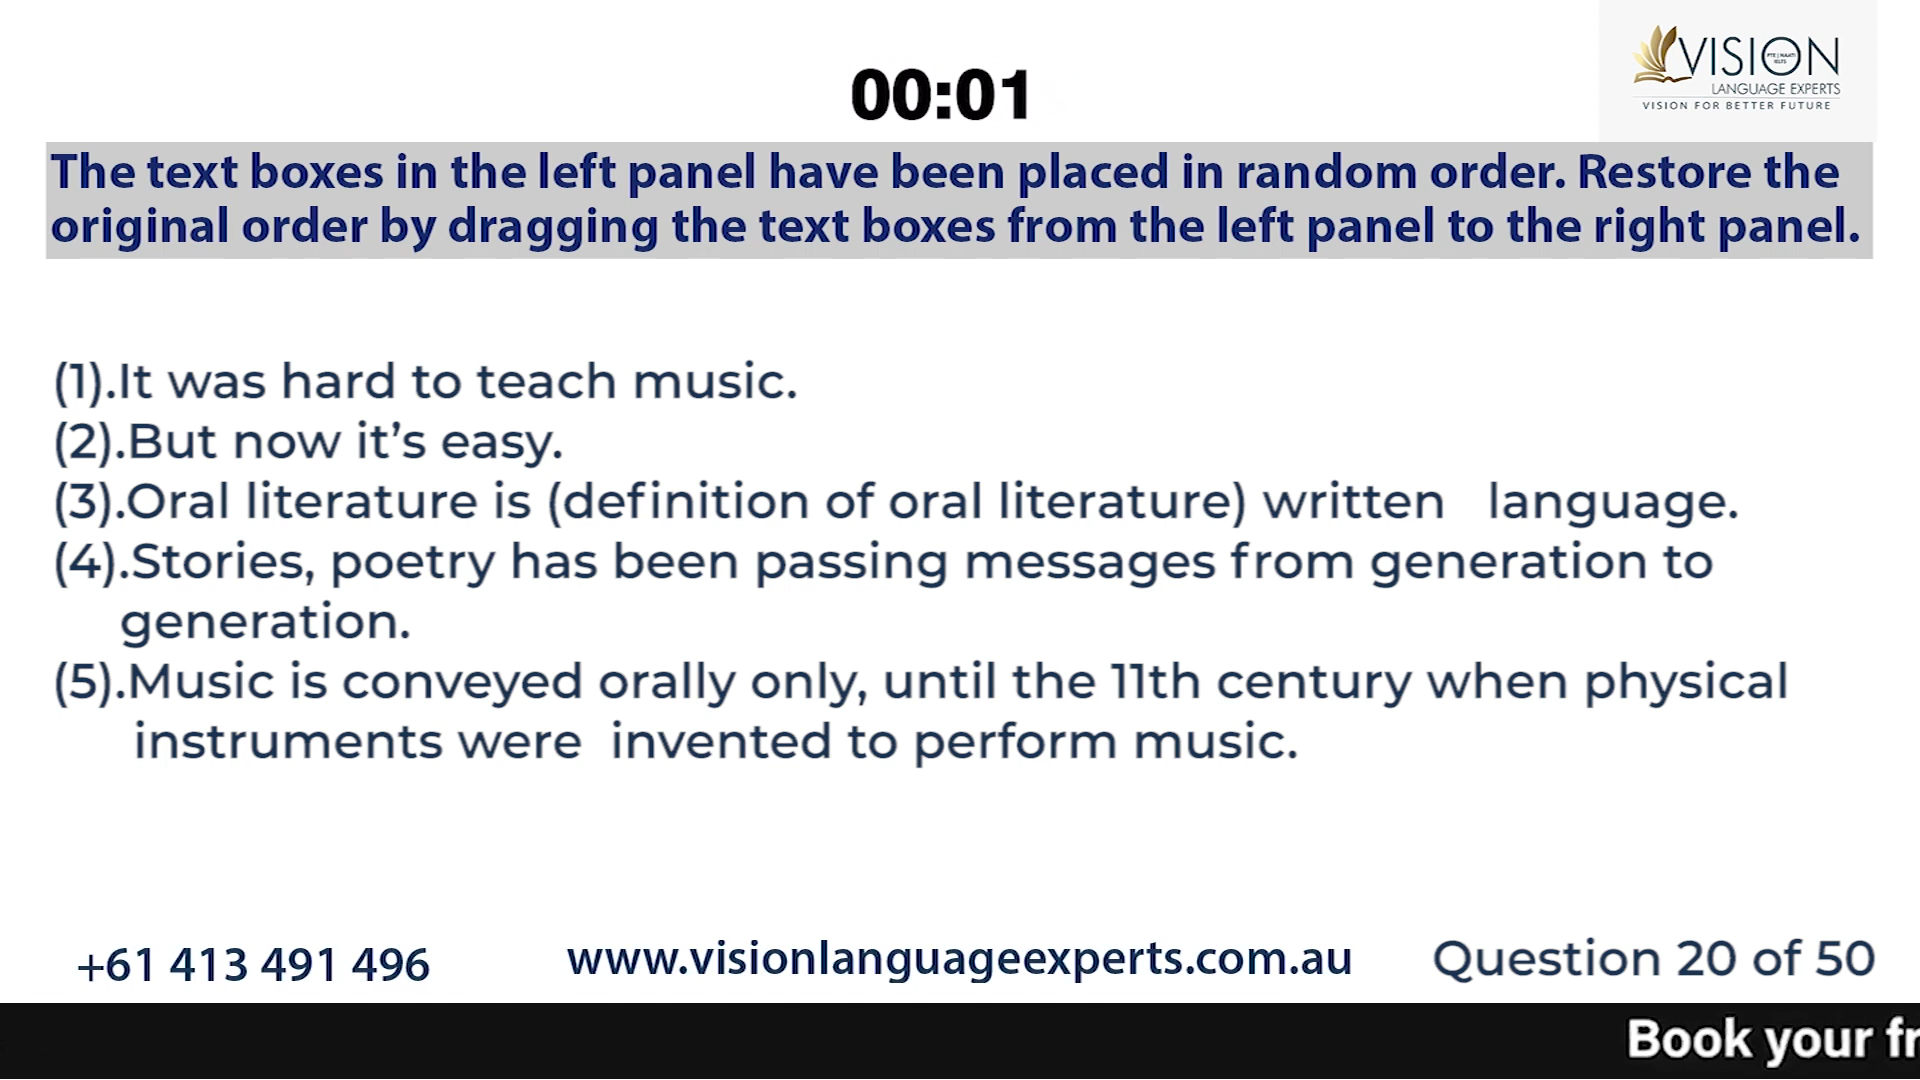 VISION
LANGUAGE EXPERTS
VISION FOR BETTER FUTURE
00:01
The text boxes in the left panel have been placed in random order. Restore the
original order by dragging the text boxes from the left panel to the right panel.
(1).It was hard to teach music.
(2).But now it’s easy.
(3).Oral literature is (definition of oral literature) written language.
(4).Stories, poetry has been passing messages from generation to
generation.
(5).Music is conveyed orally only, until the 11th century when physical
instruments were invented to perform music.
+61 413 491 496
www.visionlanguageexperts.com.au
Question 20 of 50
Book your fr